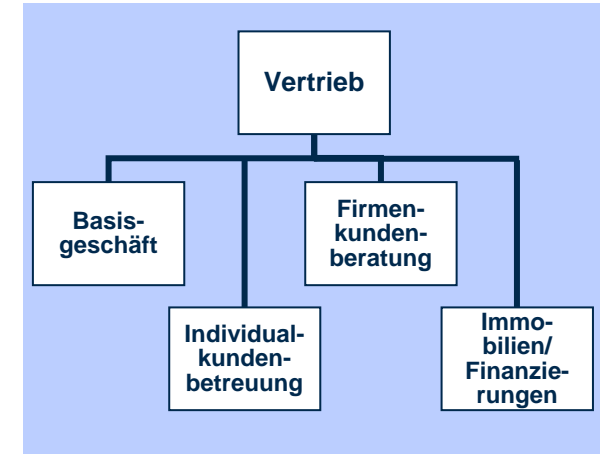 Vertrieb
Basis-
geschäft
Firmen-
kunden-
beratung
Individual-
kunden-
betreuung
Immo-
bilien/
Finanzie-
rungen